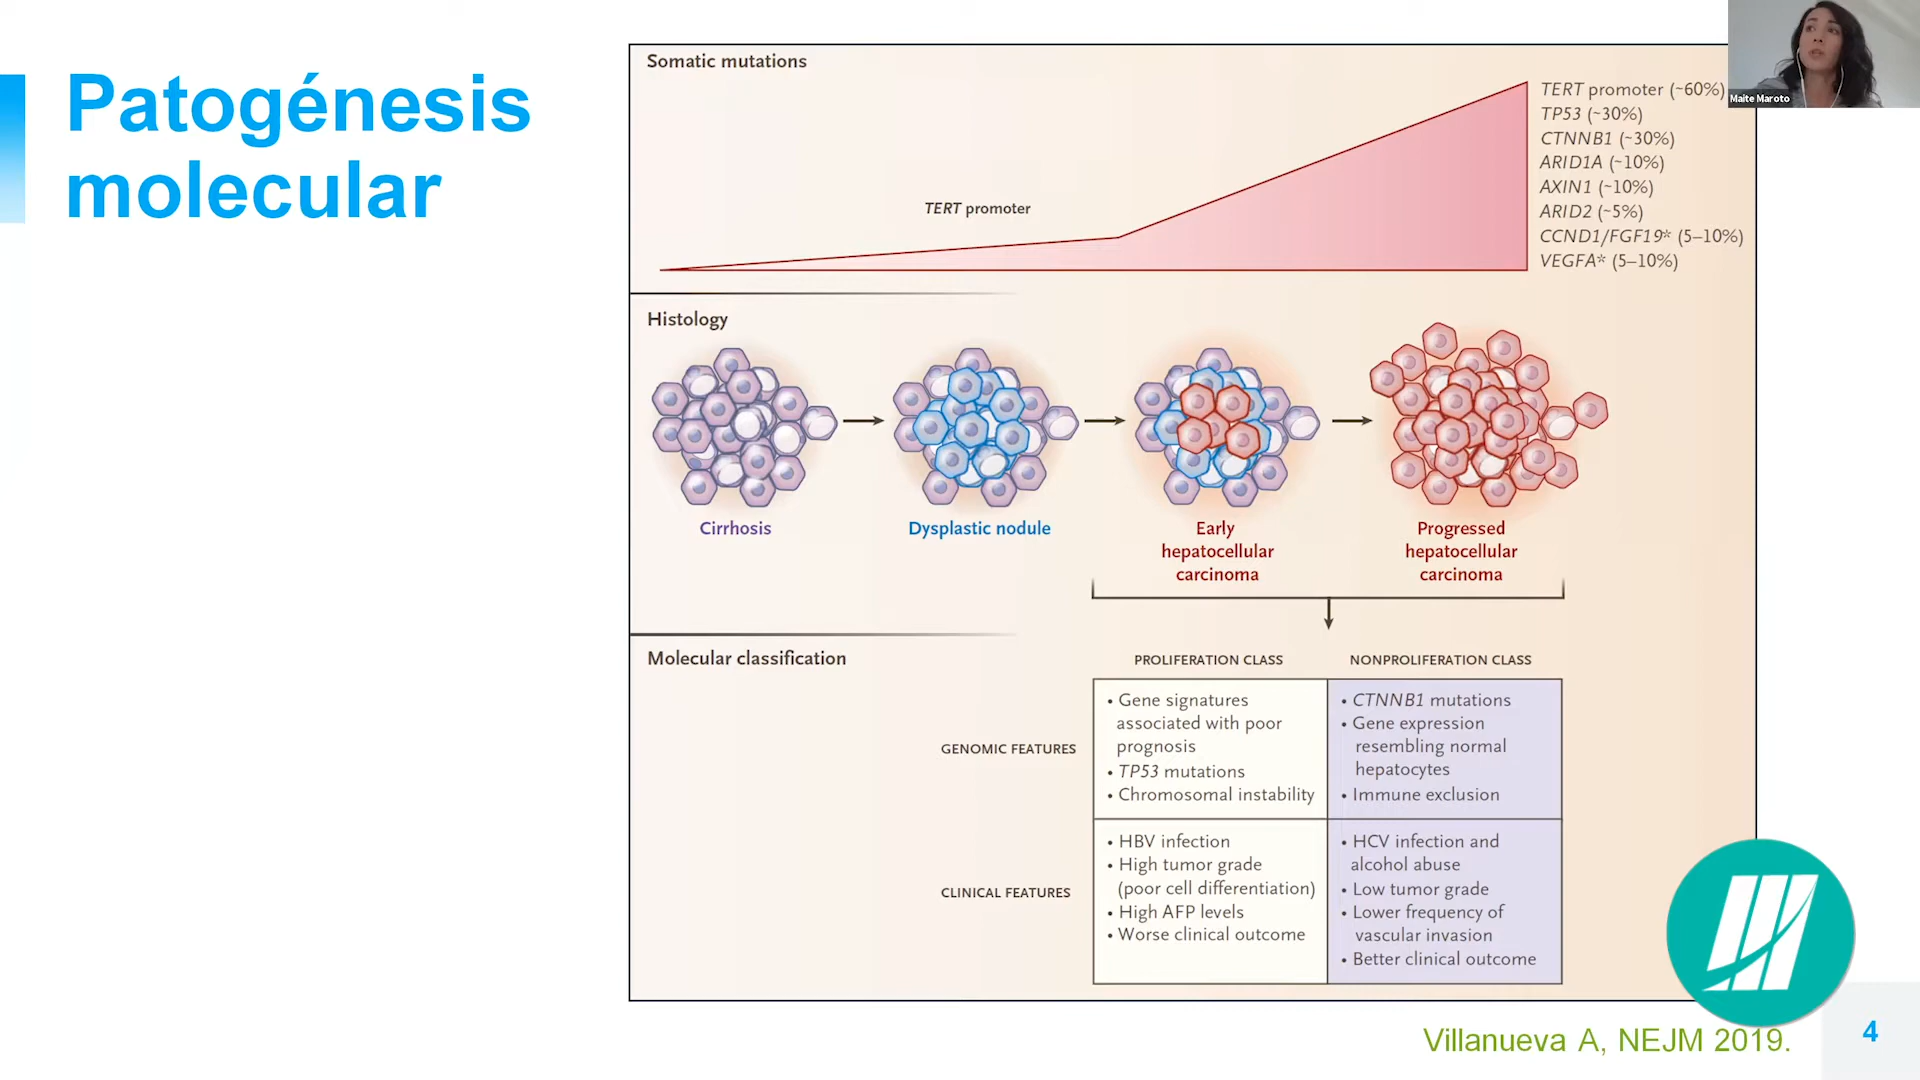 Patogénesis
molecular
Somatic mutations
TERT promoter
TERT promoter (~60%)
TP53 (~30%)
CTNNB1 (~30%)
ARID1A (~10%)
AXIN1 (~10%)
ARID2 (~5%)
CCND1/FGF19* (5–10%)
VEGFA* (5–10%)
Maite Maroto
Histology
Cirrhosis
Dysplastic nodule
Early
hepatocellular
carcinoma
Progressed
hepatocellular
carcinoma
Molecular classification
PROLIFERATION CLASS
NONPROLIFERATION CLASS
GENOMIC FEATURES
• Gene signatures
associated with poor
prognosis
• TP53 mutations
• Chromosomal instability
• CTNNB1 mutations
• Gene expression
resembling normal
hepatocytes
• Immune exclusion
CLINICAL FEATURES
• HBV infection
• High tumor grade
(poor cell differentiation)
• High AFP levels
• Worse clinical outcome
• HCV infection and
alcohol abuse
• Low tumor grade
• Lower frequency of
vascular invasion
• Better clinical outcome
Villanueva A, NEJM 2019.
4